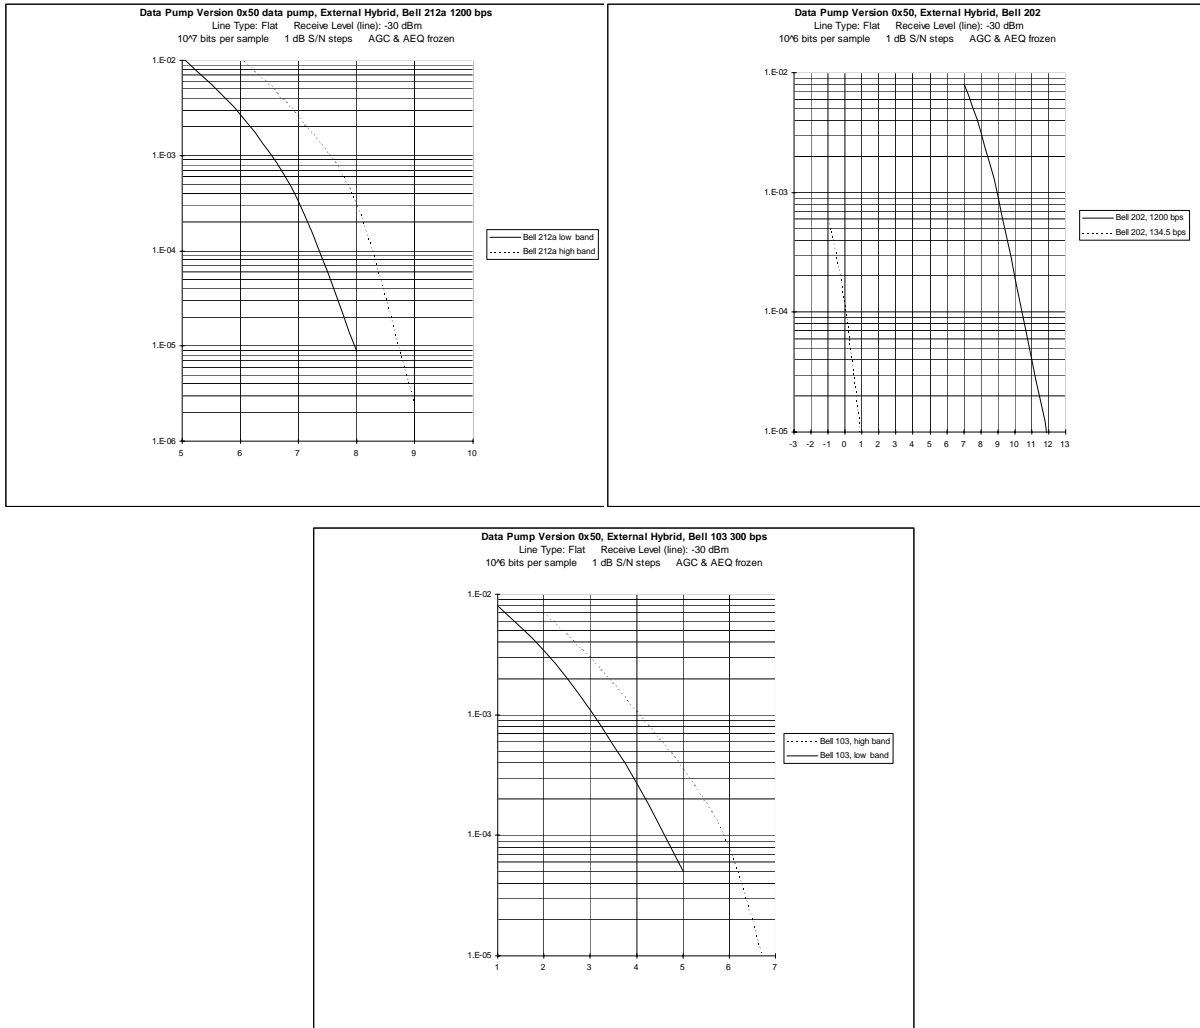 Data Pump Version 0x50 data pump, External Hybrid, Bell 212a 1200 bps
Line Type: Flat Receive Level (line): -30 dBm
10^7 bits per sample 1 dB S/N steps AGC & AEQ frozen
1.E-02
1.E-03
1.E-04
1.E-05
1.E-06
5 6 7 8 9 10
Bell 212a low band
Bell 212a high band
Data Pump Version 0x50, External Hybrid, Bell 202
Line Type: Flat Receive Level (line): -30 dBm
10^6 bits per sample 1 dB S/N steps AGC & AEQ frozen
1.E-02
1.E-03
1.E-04
1.E-05
-3 -2 -1 0 1 2 3 4 5 6 7 8 9 10 11 12 13
Bell 202, 1200 bps
Bell 202, 134.5 bps
Data Pump Version 0x50, External Hybrid, Bell 103 300 bps
Line Type: Flat Receive Level (line): -30 dBm
10^6 bits per sample 1 dB S/N steps AGC & AEQ frozen
1.E-02
1.E-03
1.E-04
1.E-05
1 2 3 4 5 6 7
Bell 103, high band
Bell 103, low band